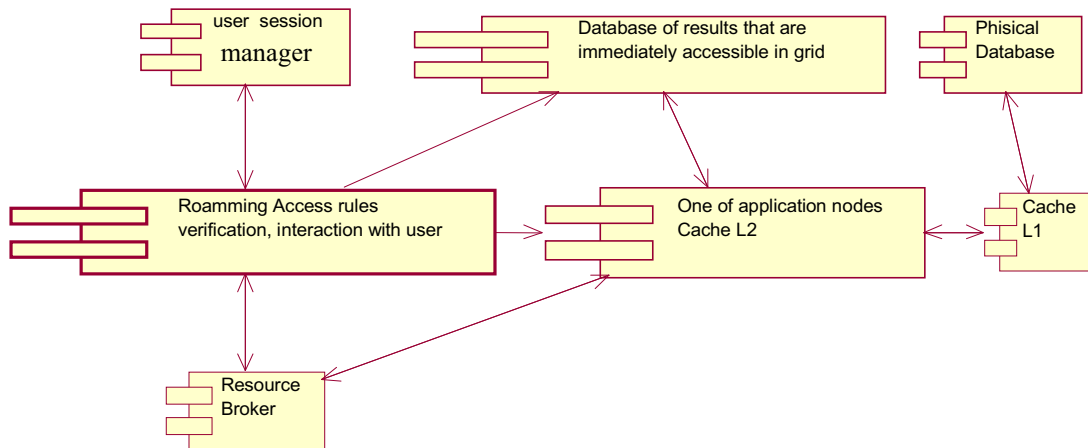 user session
manager
Database of results that are
immediately accessible in grid
Phisical
Database
Roamming Access rules
verification, interaction with user
One of application nodes
Cache L2
Cache
L1
Resource
Broker